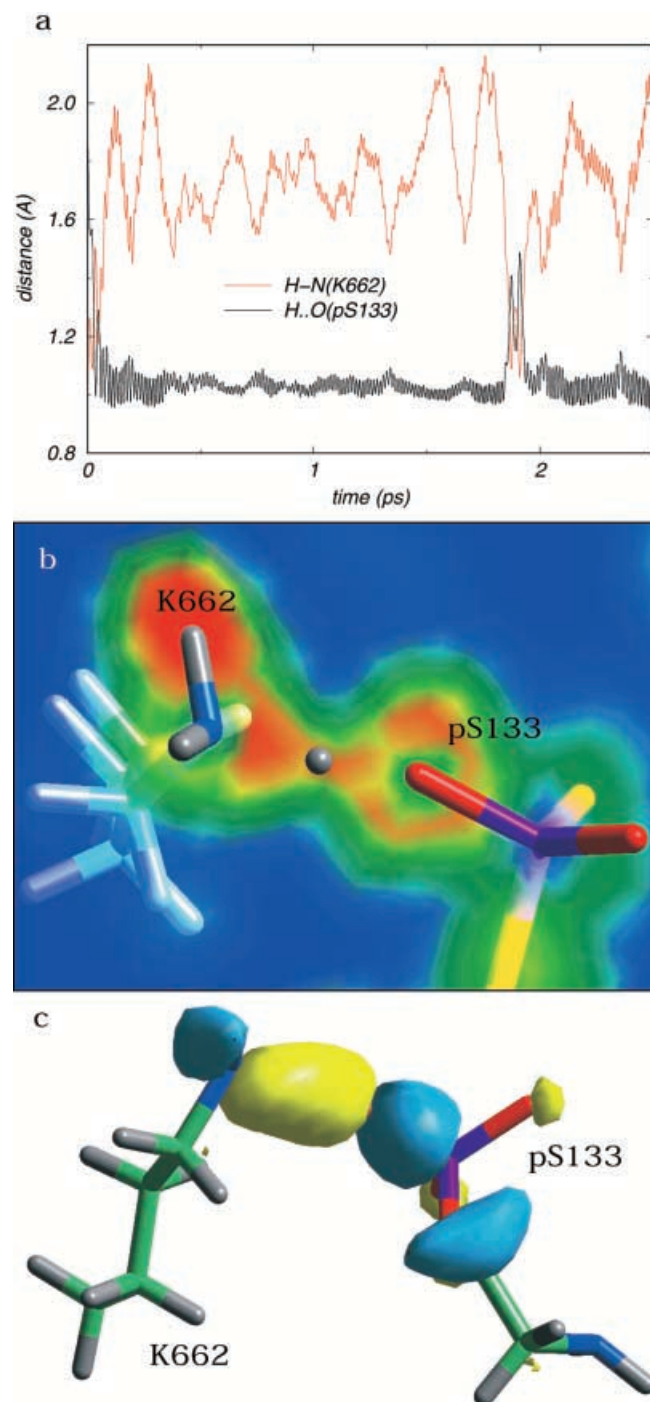 a
2.0
1.6
1.2
0.8
distance (A)
H-N(K662)
H..O(pS133)
0
1
2
time (ps)
b
K662
pS133
c
pS133
K662